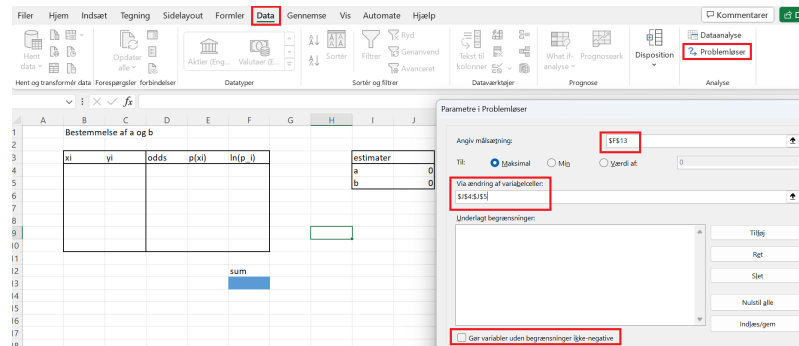 Filer Hjem Indsæt Tegning Sidelayout Formler Data Gennemse Vis Automate Hjælp Kommentarer
Hent data
Opdater alle
Aktier (Eng... Valutaer (E...
Sortér
Filtrer
Ryd
Genanvend
Avanceret
Tekst til kolonner
What if-analyse
Prognoseark
Disposition
Dataanalyse
Problemløser
Hent og transformér data Forespørgsler forbindelser Datatyper Sortér og filtrer Dataværktøjer Prognose Analyse
fx
A B C D E F G H I J
1 Bestemmelse af a og b
2
3 xi yi odds p(xi) ln(p_i) estimater
4 a 0
5 b 0
6
7
8
9
10
11
12 sum
13
14
15
16
17
18
Parametre i Problemløser
Angiv målsætning: $F$13
Til: Maksimal Min Værdi af: 0
Via ændring af variabelceller:
$J$4:$J$5
Underlagt begrænsninger:
Tilføj
Ret
Slet
Nulstil alle
Indlæs/gem
Gør variabler uden begrænsninger ikke-negative